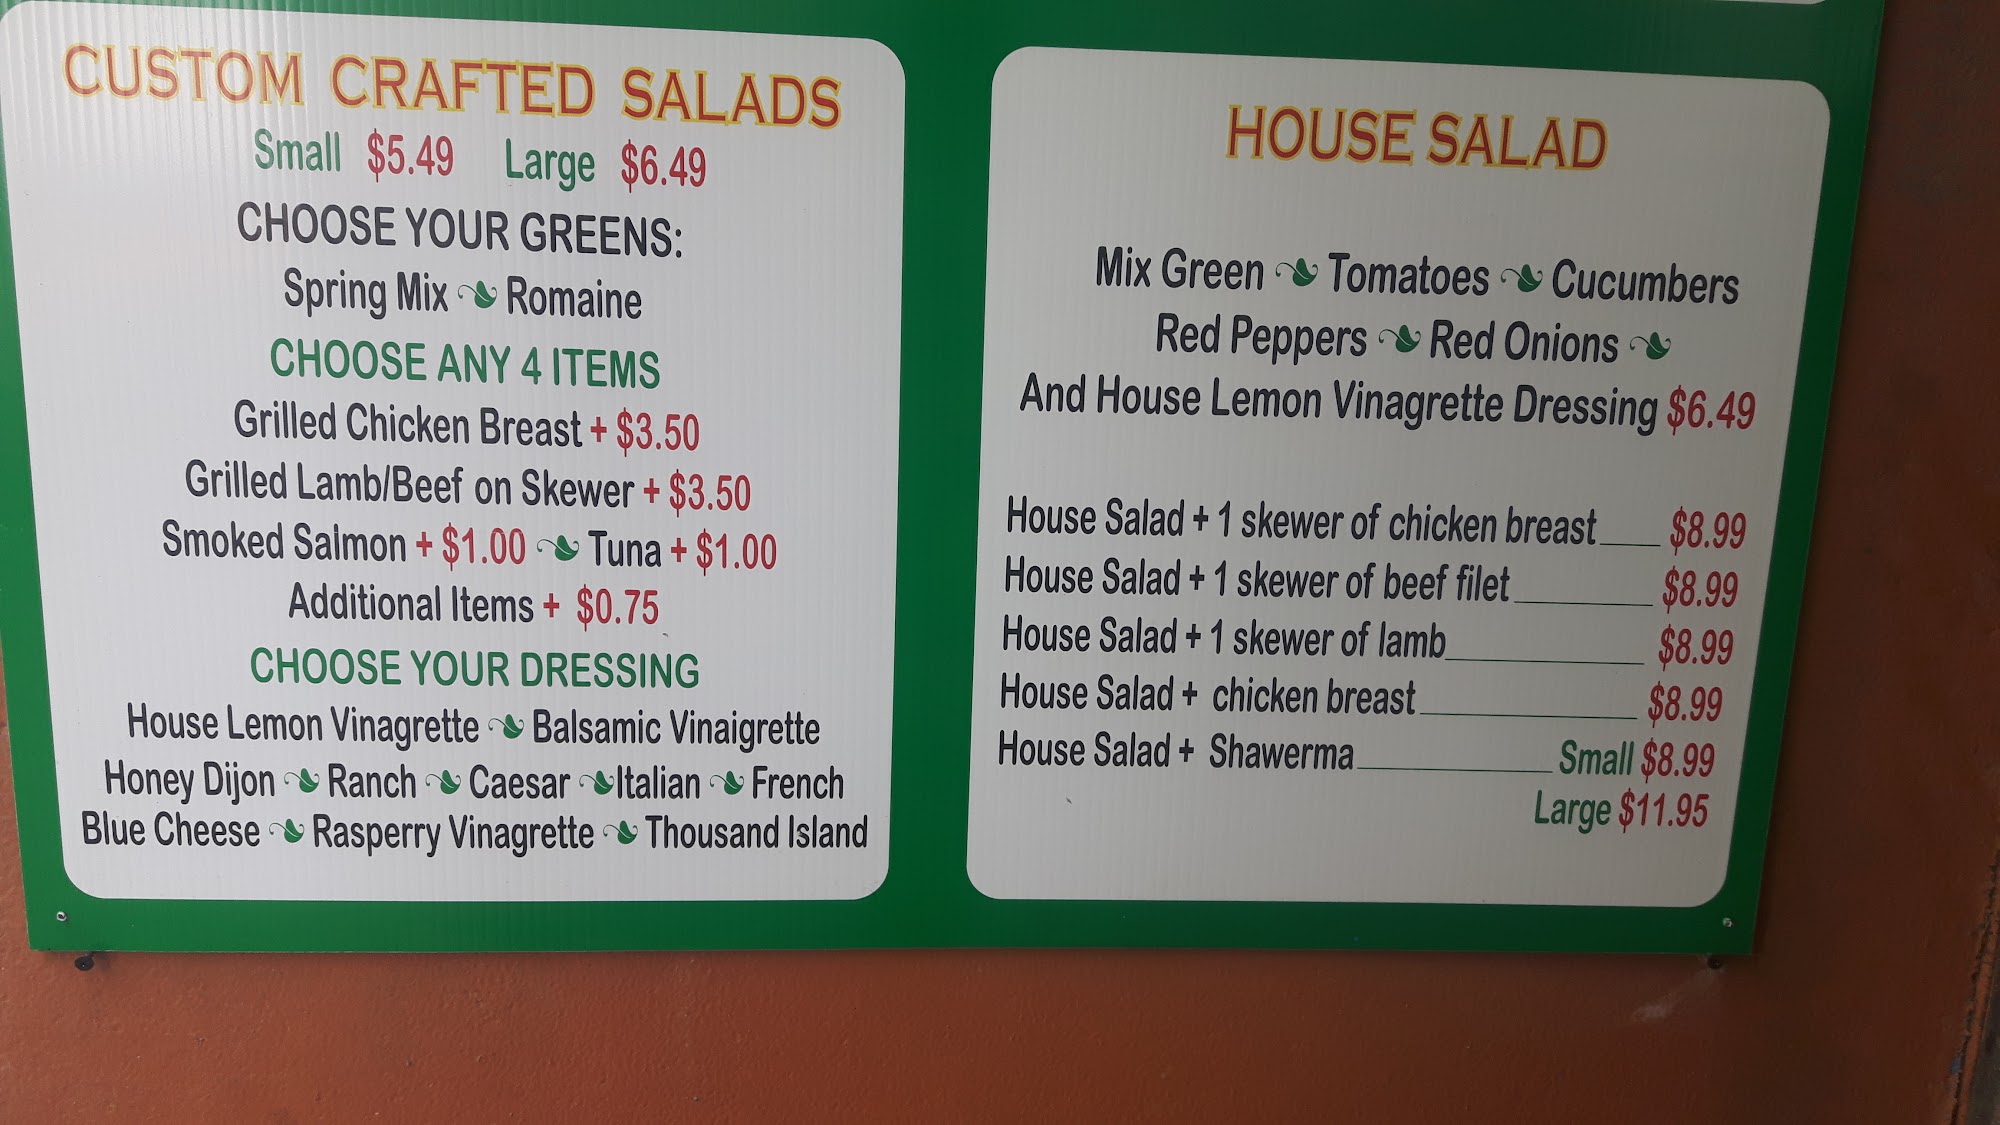 CUSTOM CRAFTED SALADS
Small $5.49 Large $6.49
CHOOSE YOUR GREENS:
Spring Mix Romaine
CHOOSE ANY 4 ITEMS
Grilled Chicken Breast + $3.50
Grilled Lamb/Beef on Skewer + $3.50
Smoked Salmon + $1.00 Tuna + $1.00
Additional Items + $0.75
CHOOSE YOUR DRESSING
House Lemon Vinagrette Balsamic Vinaigrette
Honey Dijon Ranch Caesar Italian French
Blue Cheese Rasperry Vinagrette Thousand Island
HOUSE SALAD
Mix Green Tomatoes Cucumbers
Red Peppers Red Onions
And House Lemon Vinagrette Dressing $6.49
House Salad + 1 skewer of chicken breast $8.99
House Salad + 1 skewer of beef filet $8.99
House Salad + 1 skewer of lamb $8.99
House Salad + chicken breast $8.99
House Salad + Shawerma Small $8.99
Large $11.95